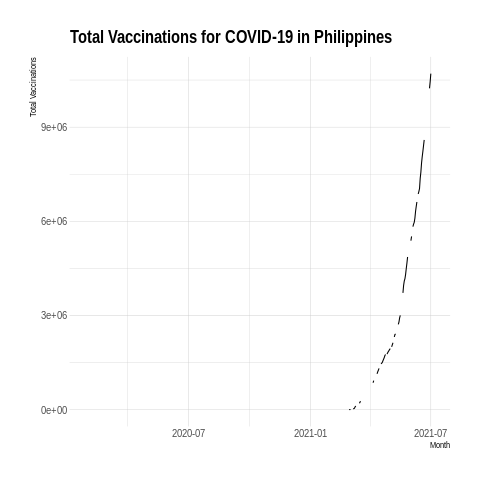 Total Vaccinations for COVID-19 in Philippines
Total Vaccinations
9e+06
6e+06
3e+06
0e+00
2020-07
2021-01
2021-07
Month